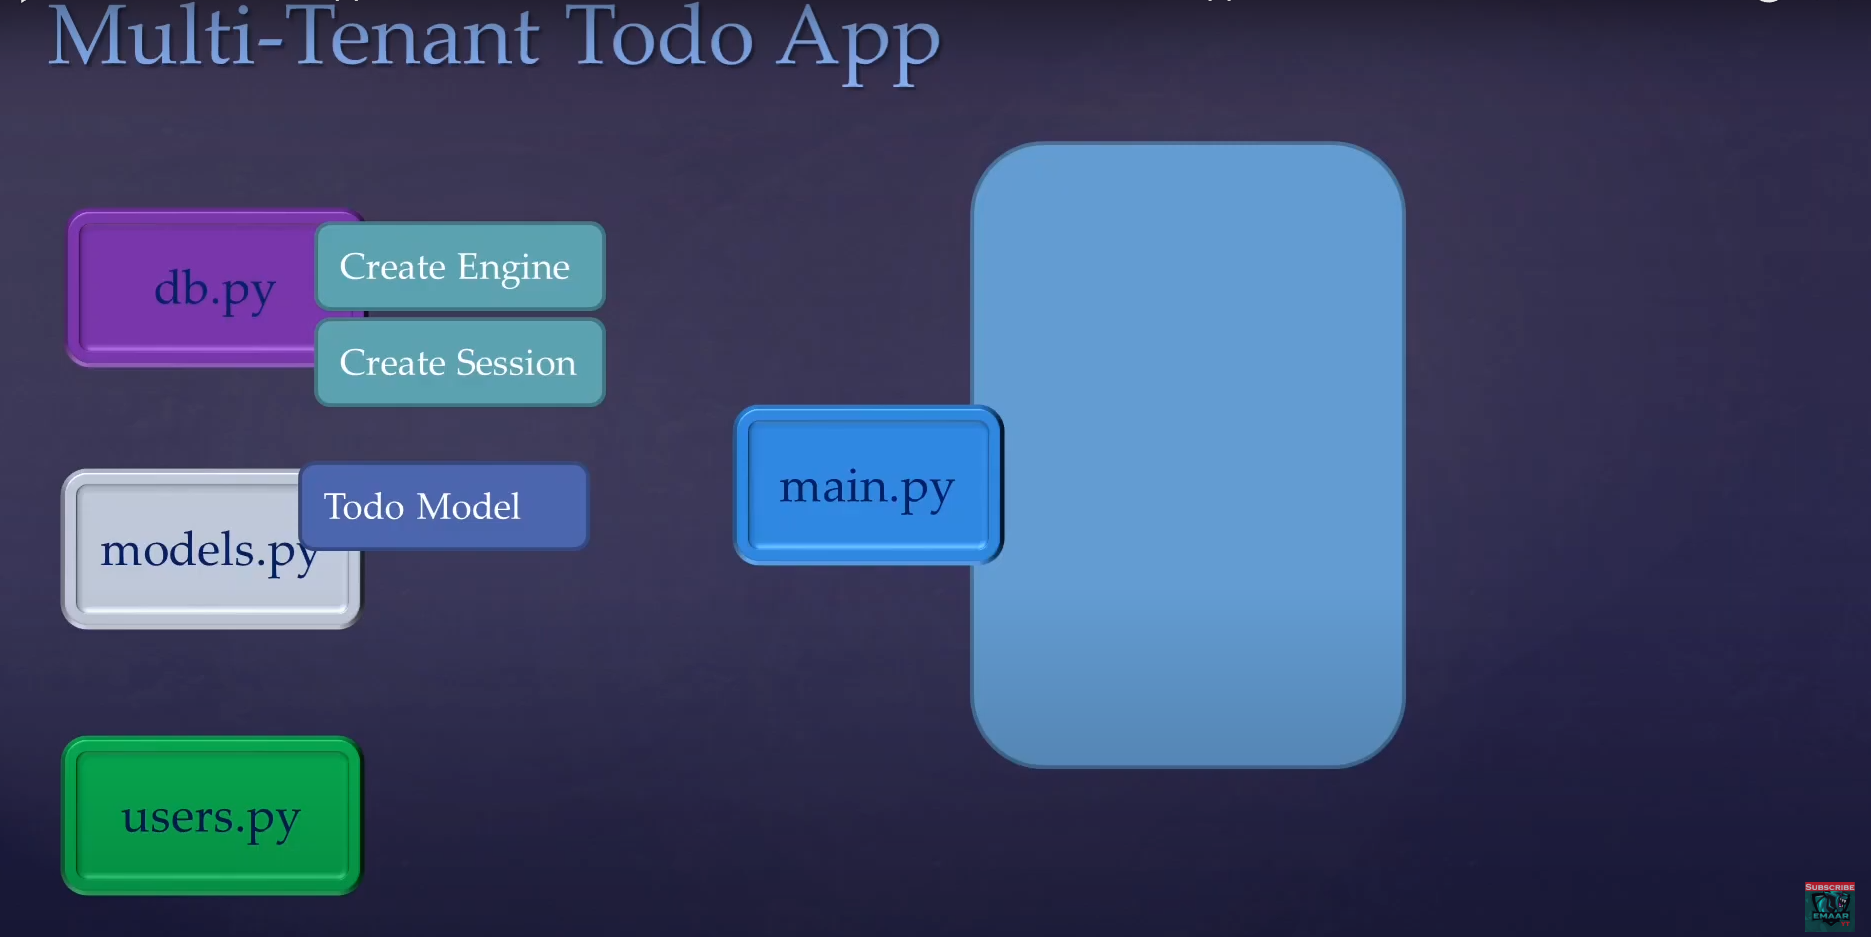 Multi-Tenant Todo App
db.py
Create Engine
Create Session
models.py
Todo Model
main.py
users.py
SUBSCRIBE
EMAAR